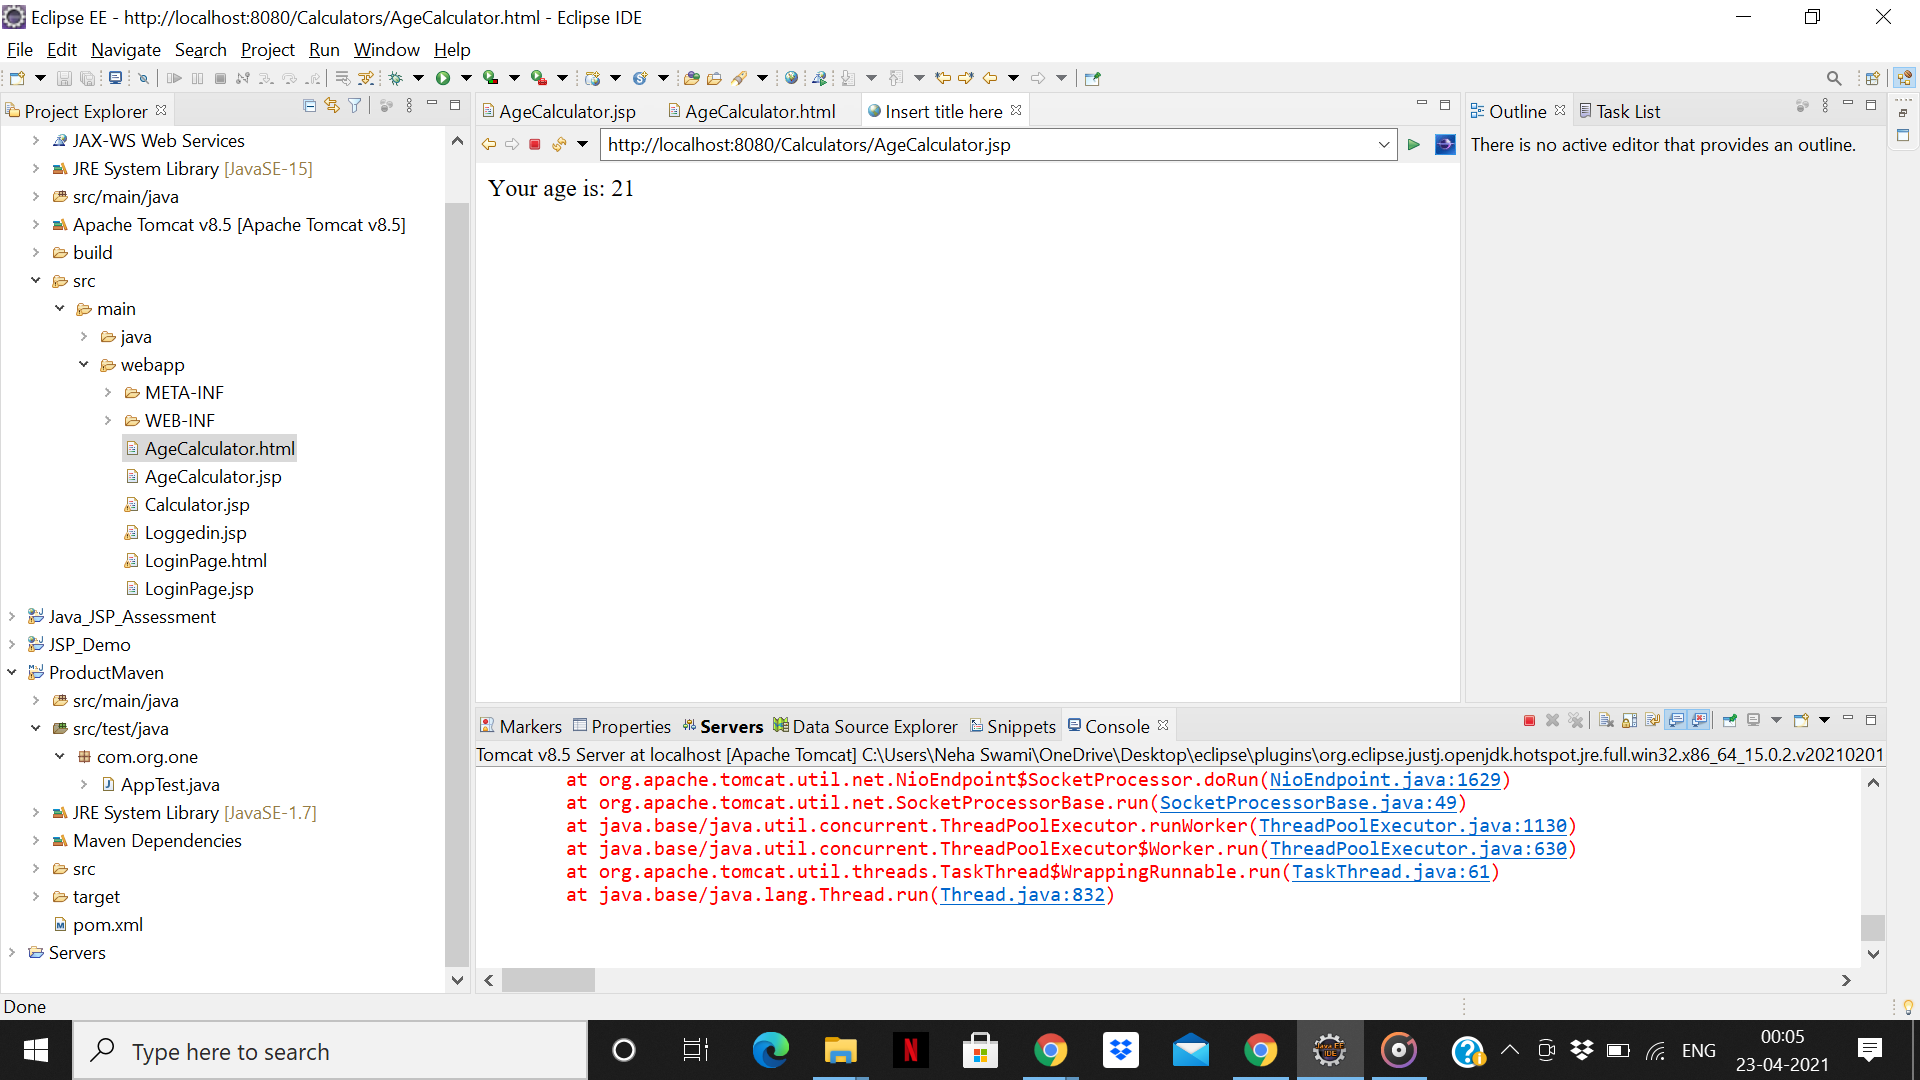 Eclipse EE - http://localhost:8080/Calculators/AgeCalculator.html - Eclipse IDE
File Edit Navigate Search Project Run Window Help
Project Explorer
JAX-WS Web Services
JRE System Library [JavaSE-15]
src/main/java
Apache Tomcat v8.5 [Apache Tomcat v8.5]
build
src
main
java
webapp
META-INF
WEB-INF
AgeCalculator.html
AgeCalculator.jsp
Calculator.jsp
Loggedin.jsp
LoginPage.html
LoginPage.jsp
Java_JSP_Assessment
JSP_Demo
ProductMaven
src/main/java
src/test/java
com.org.one
AppTest.java
JRE System Library [JavaSE-1.7]
Maven Dependencies
src
target
pom.xml
Servers
AgeCalculator.jsp AgeCalculator.html Insert title here
http://localhost:8080/Calculators/AgeCalculator.jsp
Your age is: 21
Outline Task List
There is no active editor that provides an outline.
Markers Properties Servers Data Source Explorer Snippets Console
Tomcat v8.5 Server at localhost [Apache Tomcat] C:\Users\Neha Swami\OneDrive\Desktop\eclipse\plugins\org.eclipse.justj.openjdk.hotspot.jre.full.win32.x86_64_15.0.2.v20210201
at org.apache.tomcat.util.net.NioEndpoint$SocketProcessor.doRun(NioEndpoint.java:1629)
at org.apache.tomcat.util.net.SocketProcessorBase.run(SocketProcessorBase.java:49)
at java.base/java.util.concurrent.ThreadPoolExecutor.runWorker(ThreadPoolExecutor.java:1130)
at java.base/java.util.concurrent.ThreadPoolExecutor$Worker.run(ThreadPoolExecutor.java:630)
at org.apache.tomcat.util.threads.TaskThread$WrappingRunnable.run(TaskThread.java:61)
at java.base/java.lang.Thread.run(Thread.java:832)
Done
Type here to search
N
Java EE
IDE
ENG
00:05
23-04-2021